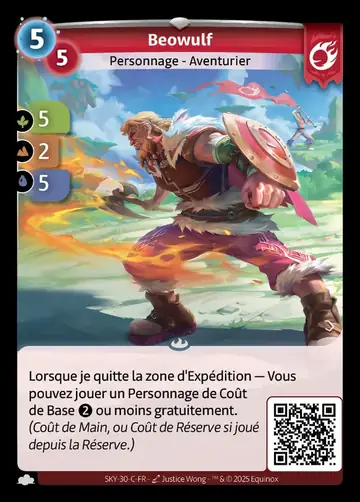 5
Beowulf
5
Personnage - Aventurier
5
2
5
Lorsque je quitte la zone d'Expédition — Vous
pouvez jouer un Personnage de Coût
de Base 2 ou moins gratuitement.
(Coût de Main, ou Coût de Réserve si joué
depuis la Réserve.)
SKY-30-C-FR - Justice Wong - ™ & © 2025 Equinox